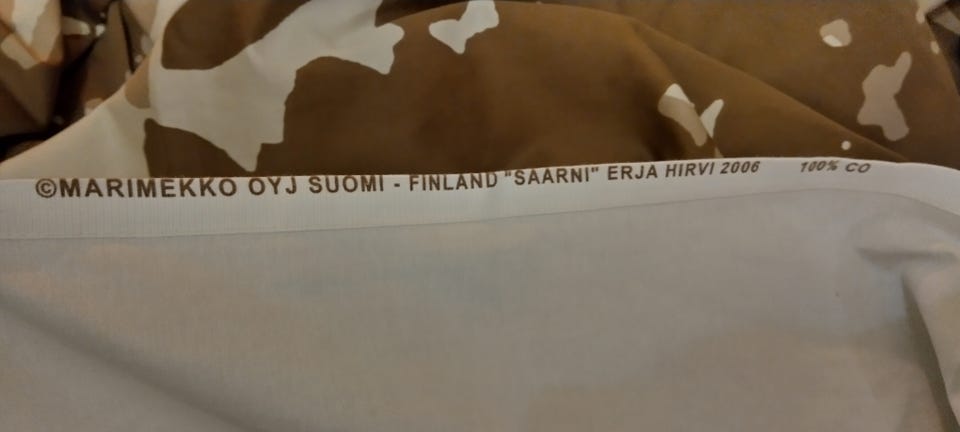 ©MARIMEKKO OYJ SUOMI - FINLAND "SAARNI" ERJA HIRVI 2006 100% CO